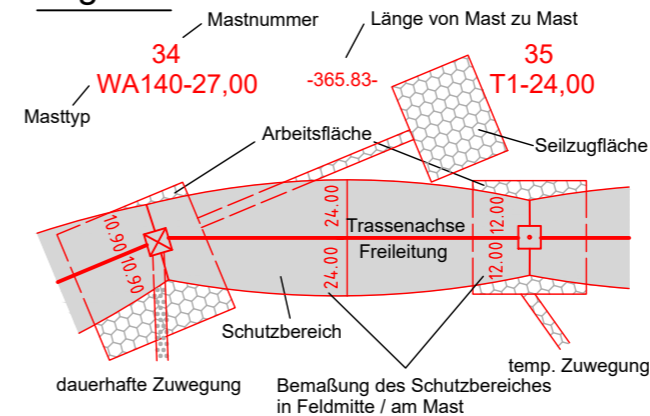 Mastnummer
Länge von Mast zu Mast
34
WA140-27,00
-365.83-
35
T1-24,00
Masttyp
Arbeitsfläche
Seilzugfläche
10.90
10.90
24.00
24.00
Trassenachse
Freileitung
12.00
12.00
Schutzbereich
temp. Zuwegung
dauerhafte Zuwegung
Bemaßung des Schutzbereiches
in Feldmitte / am Mast